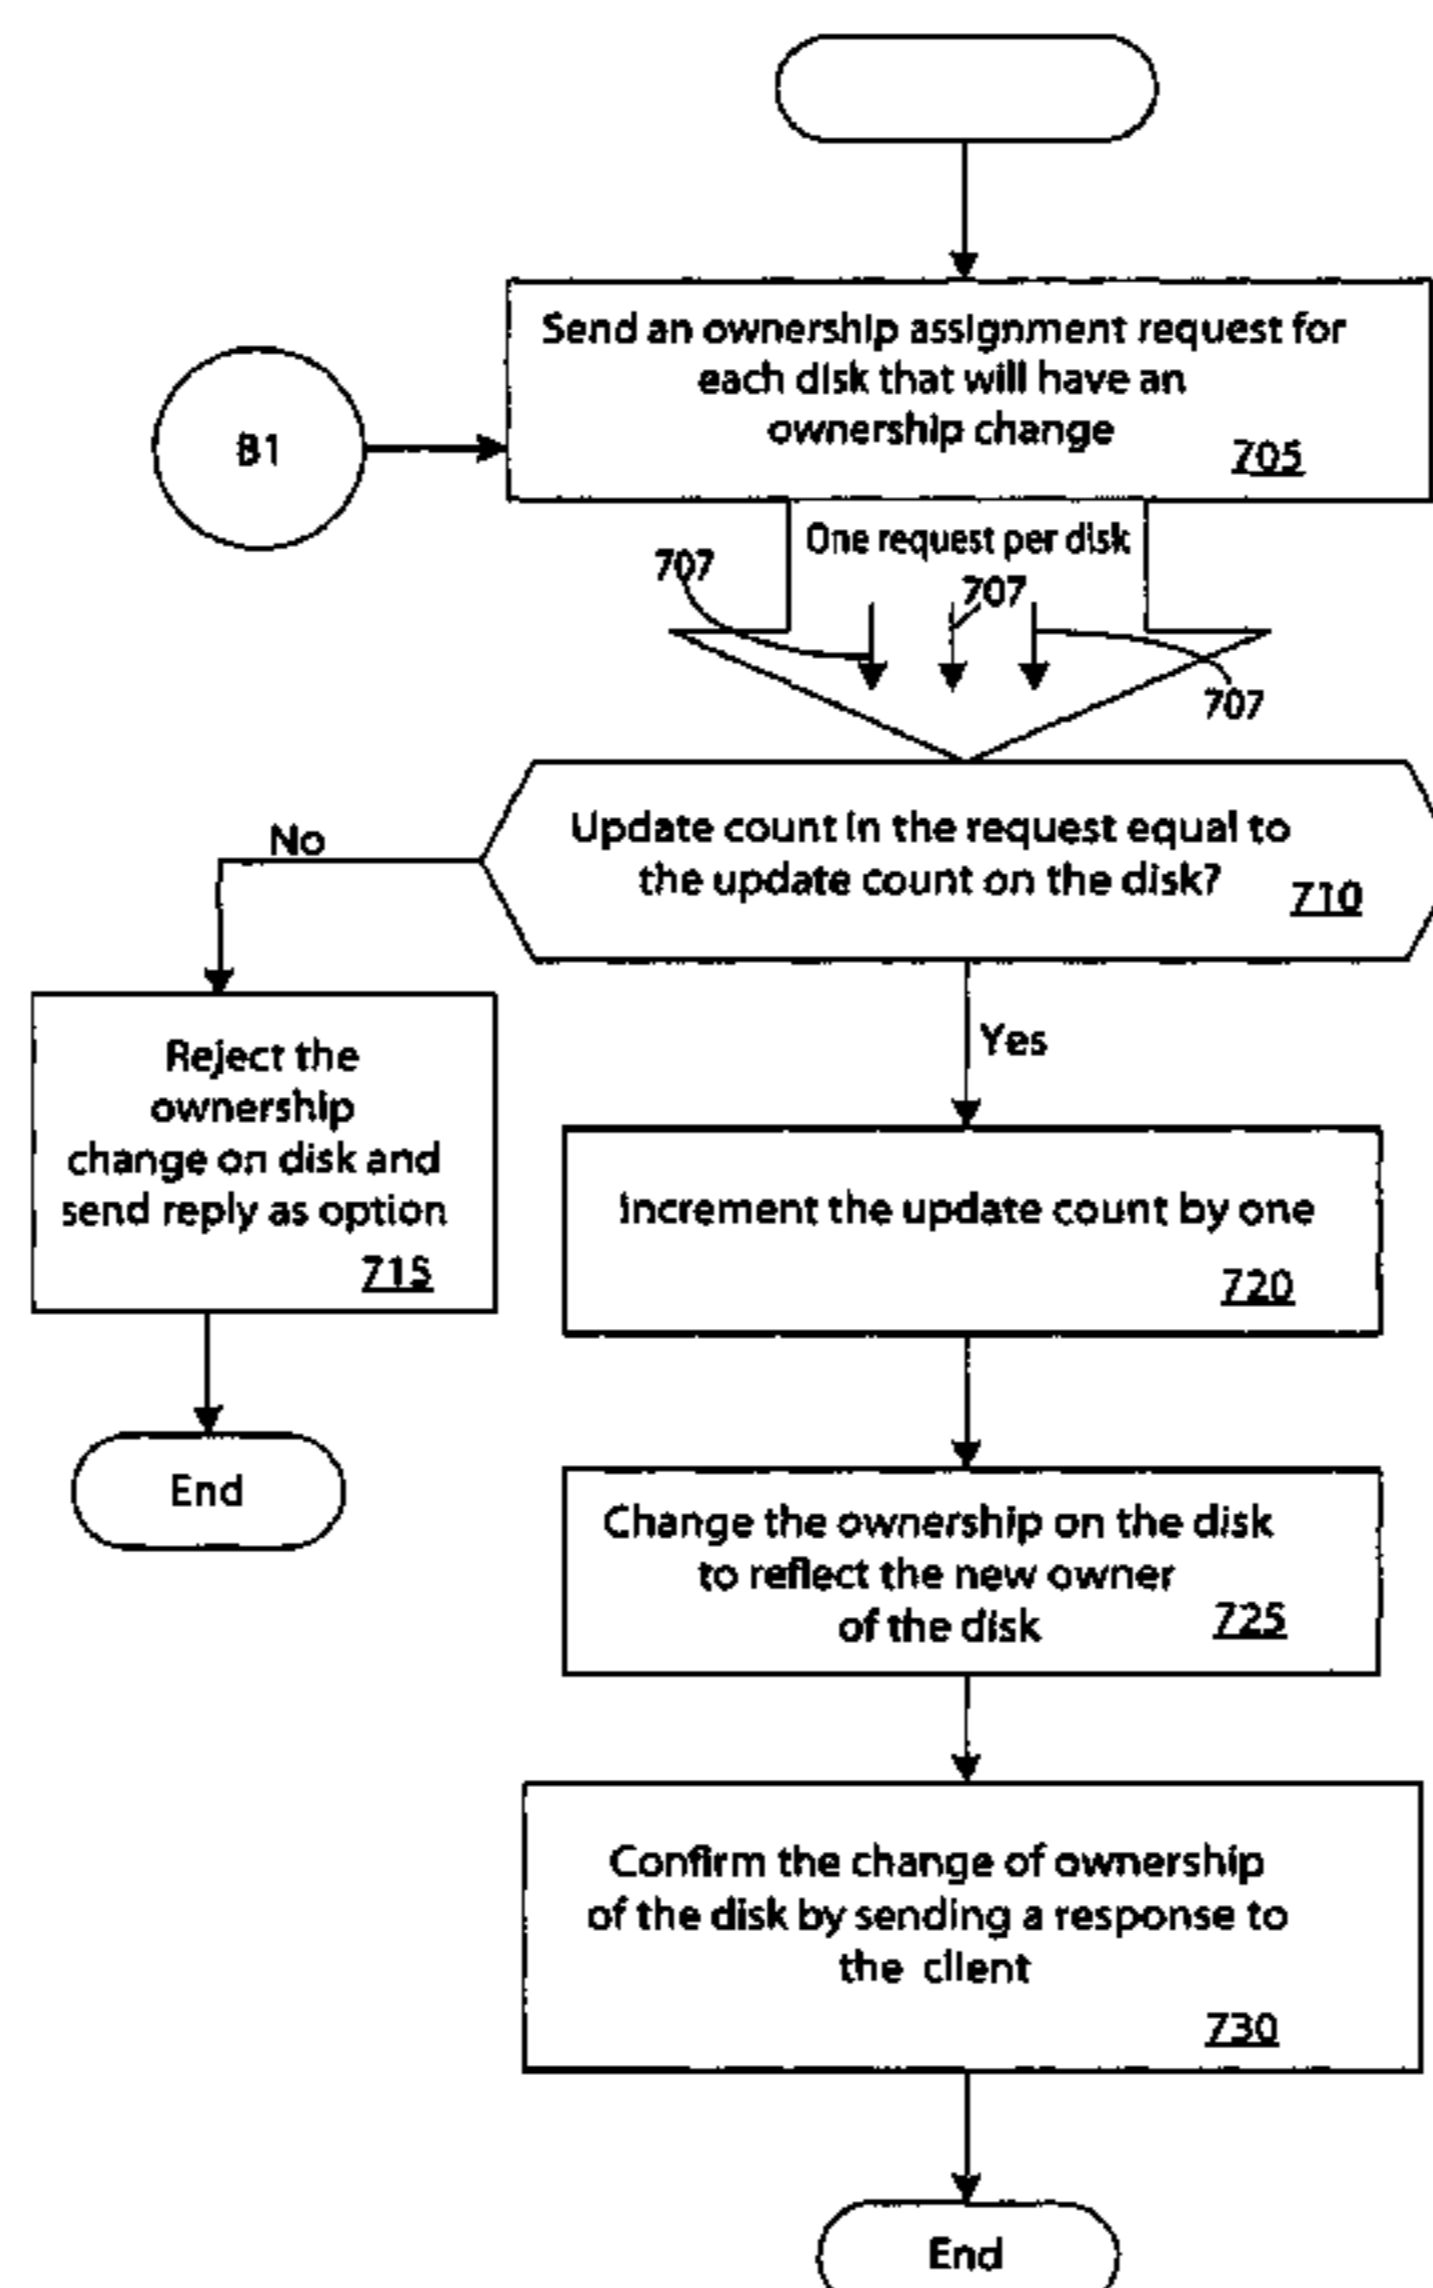 Send an ownership assignment request for
each disk that will have an
ownership change
705
B1
One request per disk
707
707
707
Update count in the request equal to
the update count on the disk?
710
No
Yes
Reject the
ownership
change on disk and
send reply as option
715
Increment the update count by one
720
End
Change the ownership on the disk
to reflect the new owner
of the disk
725
Confirm the change of ownership
of the disk by sending a response to
the client
730
End